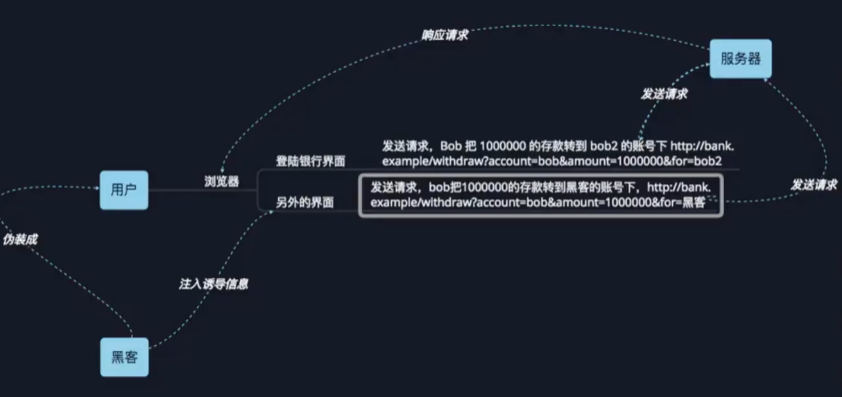 响应请求
服务器
发送请求
发送请求，Bob 把 1000000 的存款转到 bob2 的账号下 http://bank.
example/withdraw?account=bob&amount=1000000&for=bob2
登陆银行界面
用户
浏览器
发送请求，bob把1000000的存款转到黑客的账号下，http://bank.
example/withdraw?account=bob&amount=1000000&for=黑客
另外的界面
发送请求
伪装成
注入诱导信息
黑客